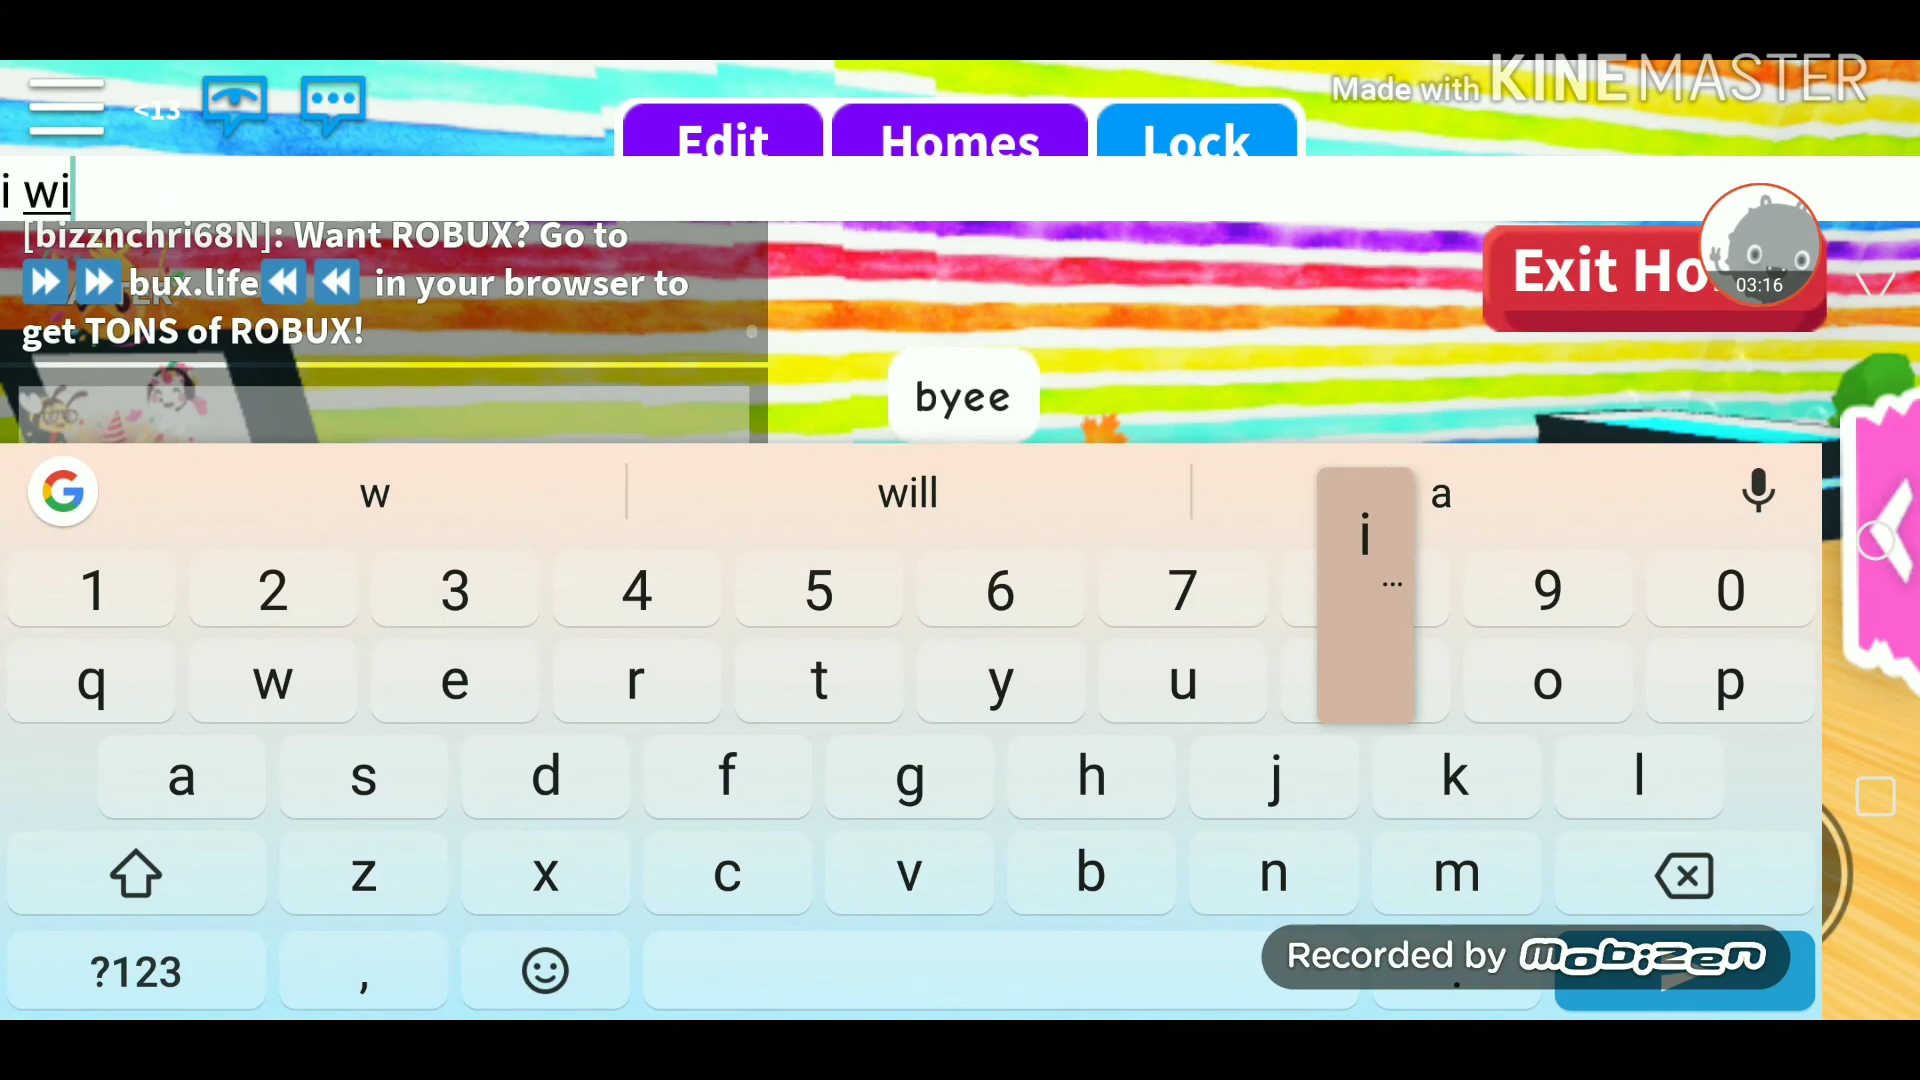 Made with KINEMASTER
<13
Edit Homes Lock
i wi
[bizznchri68N]: Want ROBUX? Go to
⏩⏩bux.life⏪⏪ in your browser to
get TONS of ROBUX!
Exit Ho
03:16
byee
G w will a
i
...
1 2 3 4 5 6 7 9 0
q w e r t y u o p
a s d f g h j k l
z x c v b n m
?123 , .
Recorded by mobizen